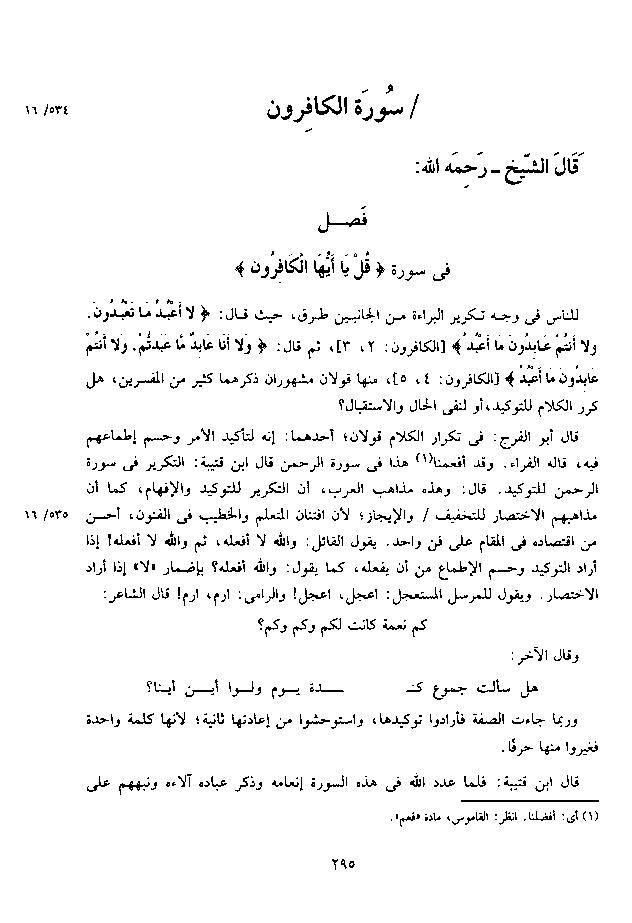 / سُورَة الكافِرون
١٦/ ٥٣٤
قَالَ الشَّيخ ـ رَحِمَه الله:
فَصــل
فى سورة ﴿ قُلْ يَا أَيُّهَا الْكَافِرُون ﴾
للناس فى وجه تكرير البراءة من الجانبين طرق، حيث قال: ﴿ لا أَعْبُدُ مَا تَعْبُدُونَ.
ولا أَنتُمْ عَابِدُونَ مَا أَعْبُدُ ﴾ [الكافرون: ٢، ٣]، ثم قال: ﴿ وَلَا أَنَا عَابِدٌ مَّا عَبَدتُّمْ. وَلا أَنتُمْ
عَابِدُونَ مَا أَعْبُدُ ﴾ [الكافرون: ٤، ٥]، منها قولان مشهوران ذكرهما كثير من المفسرين، هل
كرر الكلام للتوكيد، أو لنفى الحال والاستقبال؟
قال أبو الفرج: فى تكرار الكلام قولان؛ أحدهما: إنه لتأكيد الأمر وحسم إطماعهم
فيه، قاله الفراء. وقد أفعمنا(١) هذا فى سورة الرحمن قال ابن قتيبة: التكرير فى سورة
الرحمن للتوكيد. قال: وهذه مذاهب العرب، أن التكرير للتوكيد والإفهام، كما أن
مذاهبهم الاختصار للتخفيف / والإيجاز؛ لأن افتنان المتعلم والخطيب فى الفنون، أحسن
١٦/ ٥٣٥
من اقتصاده فى المقام على فن واحد. يقول القائل: والله لا أفعله، ثم والله لا أفعله! إذا
أراد التوكيد وحسم الإطماع من أن يفعله، كما يقول: والله أفعله؟ بإضمار «لا» إذا أراد
الاختصار. ويقول للمرسل المستعجل: اعجل، اعجل! والرامى: ارم، ارم! قال الشاعر:
كم نعمة كانت لكم وكم وكم؟
وقال الآخر:
هل سألت جموع كنـ ـــدة يــوم ولــوا أيــن أينا؟
وربما جاءت الصفة فأرادوا توكيدها، واستوحشوا من إعادتها ثانية؛ لأنها كلمة واحدة
فغيروا منها حرفًا.
قال ابن قتيبة: فلما عدد الله فى هذه السورة إنعامه وذكر عباده آلاءه ونبههم على
(١) أى: أفضلنا. انظر: القاموس، مادة «فعم».
٢٩٥